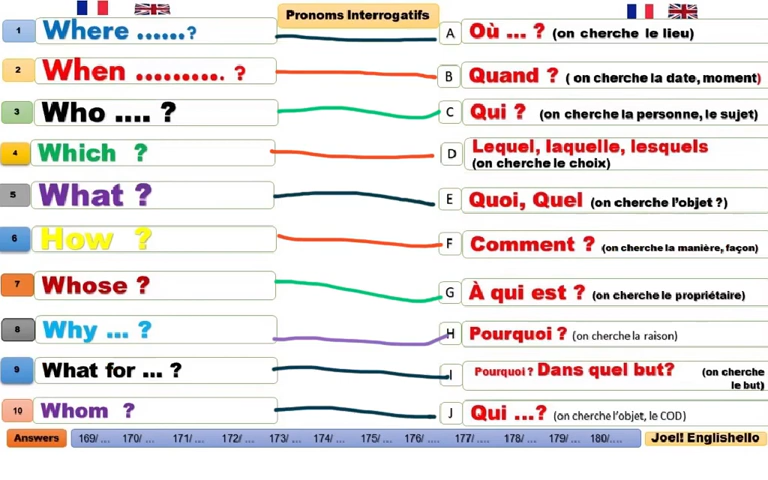 Pronoms Interrogatifs
1 Where ......? A Où ... ? (on cherche le lieu)
2 When .......... ? B Quand ? ( on cherche la date, moment)
3 Who .... ? C Qui ? (on cherche la personne, le sujet)
4 Which ? D Lequel, laquelle, lesquels
(on cherche le choix)
5 What ? E Quoi, Quel (on cherche l'objet ?)
6 How ? F Comment ? (on cherche la manière, façon)
7 Whose ? G À qui est ? (on cherche le propriétaire)
8 Why ... ? H Pourquoi ? (on cherche la raison)
9 What for ... ? I Pourquoi ? Dans quel but? (on cherche
le but)
10 Whom ? J Qui ...? (on cherche l'objet, le COD)
Answers 169/ ... 170/ ... 171/ ... 172/ ... 173/ ... 174/ ... 175/ ... 176/ ... 177/ .... 178/ ... 179/ ... 180/.... Joel! Englishello